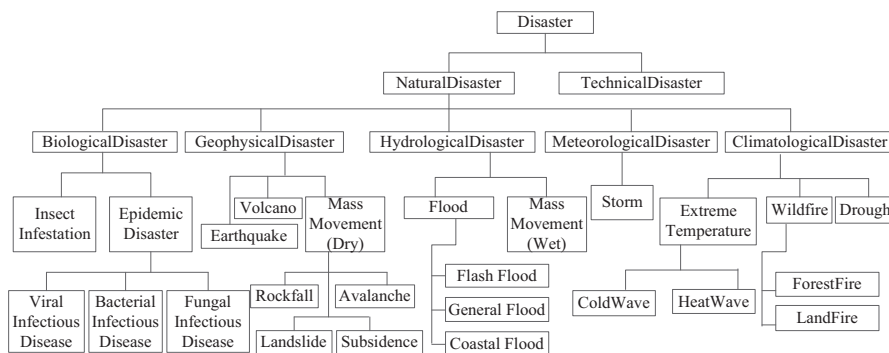 Disaster
NaturalDisaster
TechnicalDisaster
BiologicalDisaster
GeophysicalDisaster
HydrologicalDisaster
MeteorologicalDisaster
ClimatologicalDisaster
Insect
Infestation
Epidemic
Disaster
Earthquake
Volcano
Mass
Movement
(Dry)
Flood
Mass
Movement
(Wet)
Storm
Extreme
Temperature
Wildfire
Drough
Viral
Infectious
Disease
Bacterial
Infectious
Disease
Fungal
Infectious
Disease
Rockfall
Avalanche
Landslide
Subsidence
Flash Flood
General Flood
Coastal Flood
ColdWave
HeatWave
ForestFire
LandFire